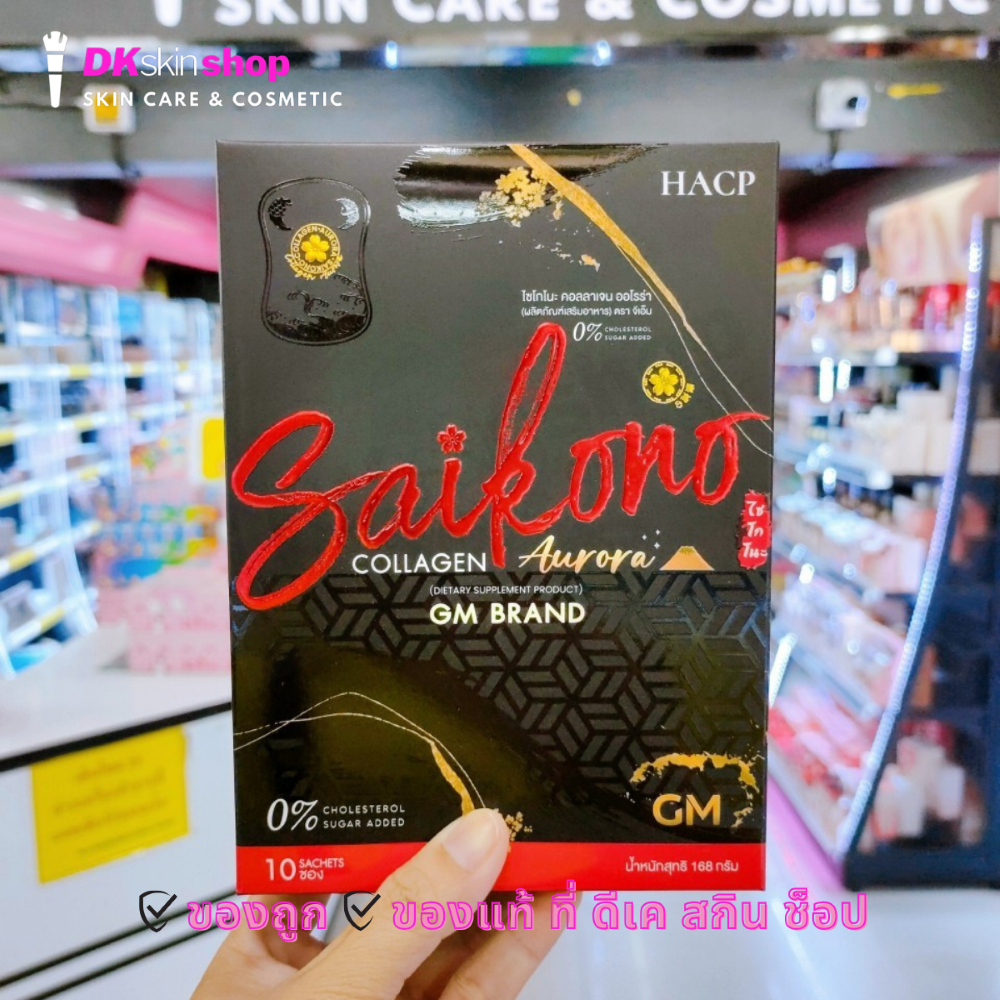 SKIN CARE & COSMETIC
DKskinshop
SKIN CARE & COSMETIC
HACP
COLLAGEN AURORA
ไซโกโนะ คอลลาเจน ออโรร่า
(ผลิตภัณฑ์เสริมอาหาร) ตรา จีเอ็ม
0% CHOLESTEROL
SUGAR ADDED
Saikono
ไซ
โก
โนะ
COLLAGEN Aurora
(DIETARY SUPPLEMENT PRODUCT)
GM BRAND
GM
0% CHOLESTEROL
SUGAR ADDED
10 SACHETS
ซอง
น้ำหนักสุทธิ 168 กรัม
ของถูก ของแท้ ที่ ดีเค สกิน ช็อป